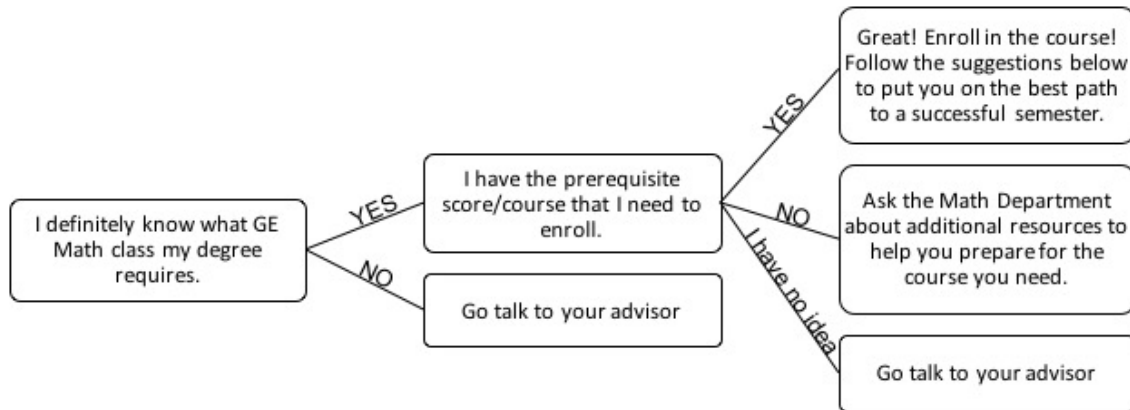 I definitely know what GE
Math class my degree
requires.
YES
NO
I have the prerequisite
score/course that I need to
enroll.
Go talk to your advisor
YES
NO
I have no idea
Great! Enroll in the course!
Follow the suggestions below
to put you on the best path
to a successful semester.
Ask the Math Department
about additional resources to
help you prepare for the
course you need.
Go talk to your advisor